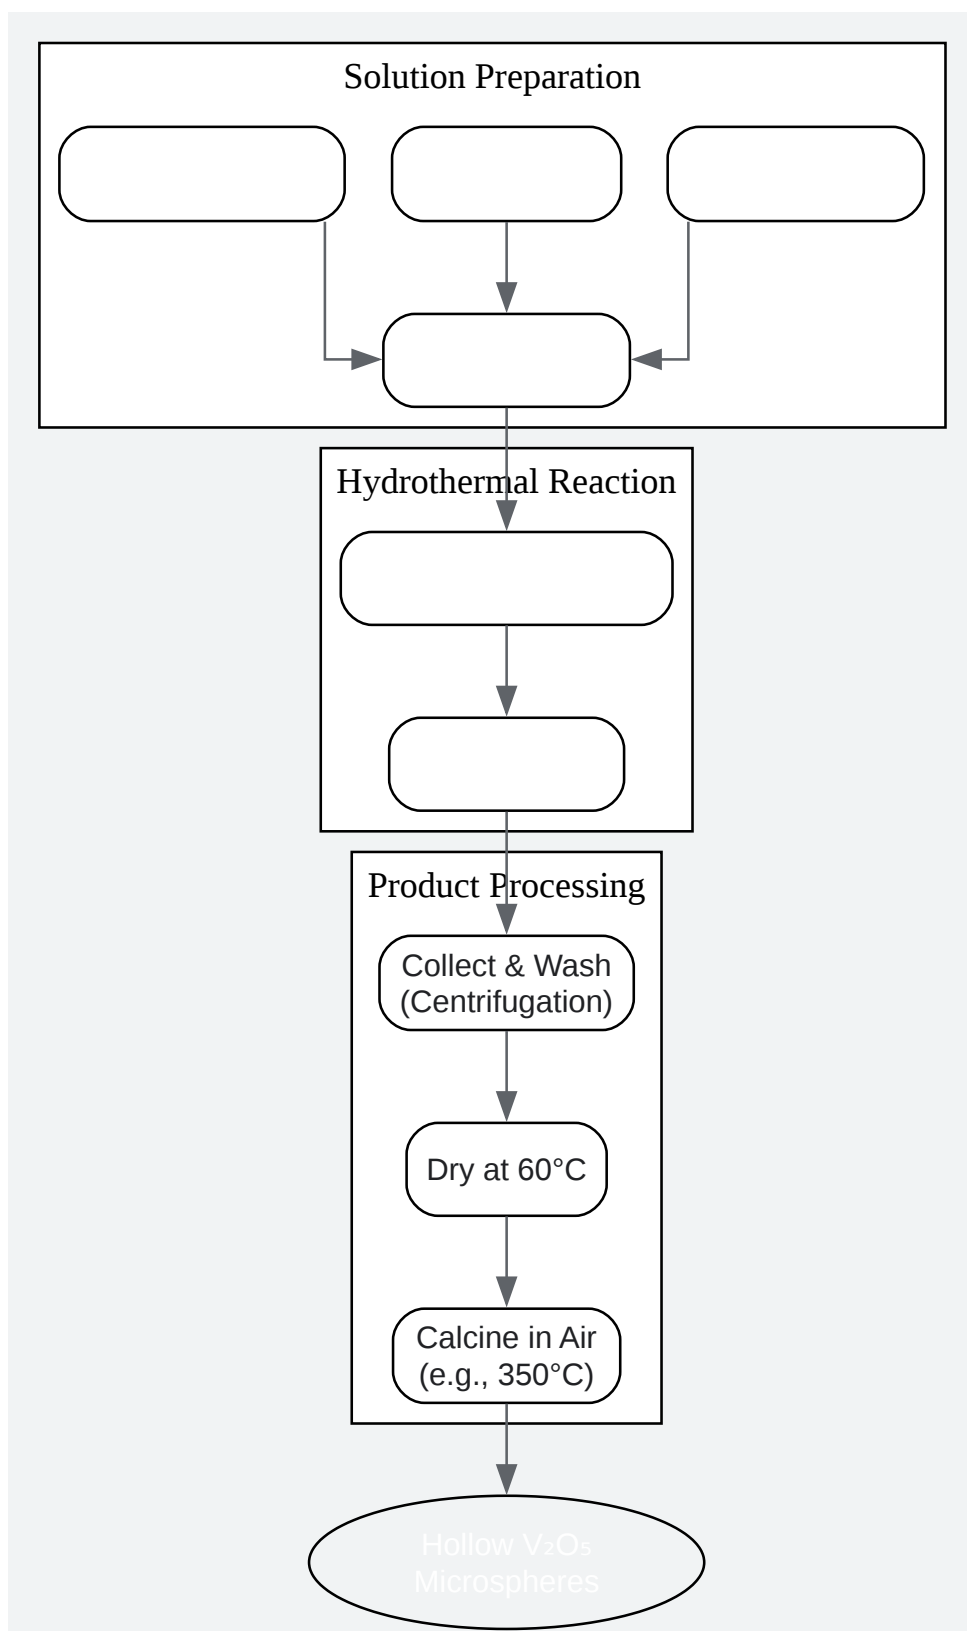 Solution Preparation
Hydrothermal Reaction
Product Processing
Collect & Wash
(Centrifugation)
Dry at 60°C
Calcine in Air
(e.g., 350°C)
Hollow V₂O₅
Microspheres